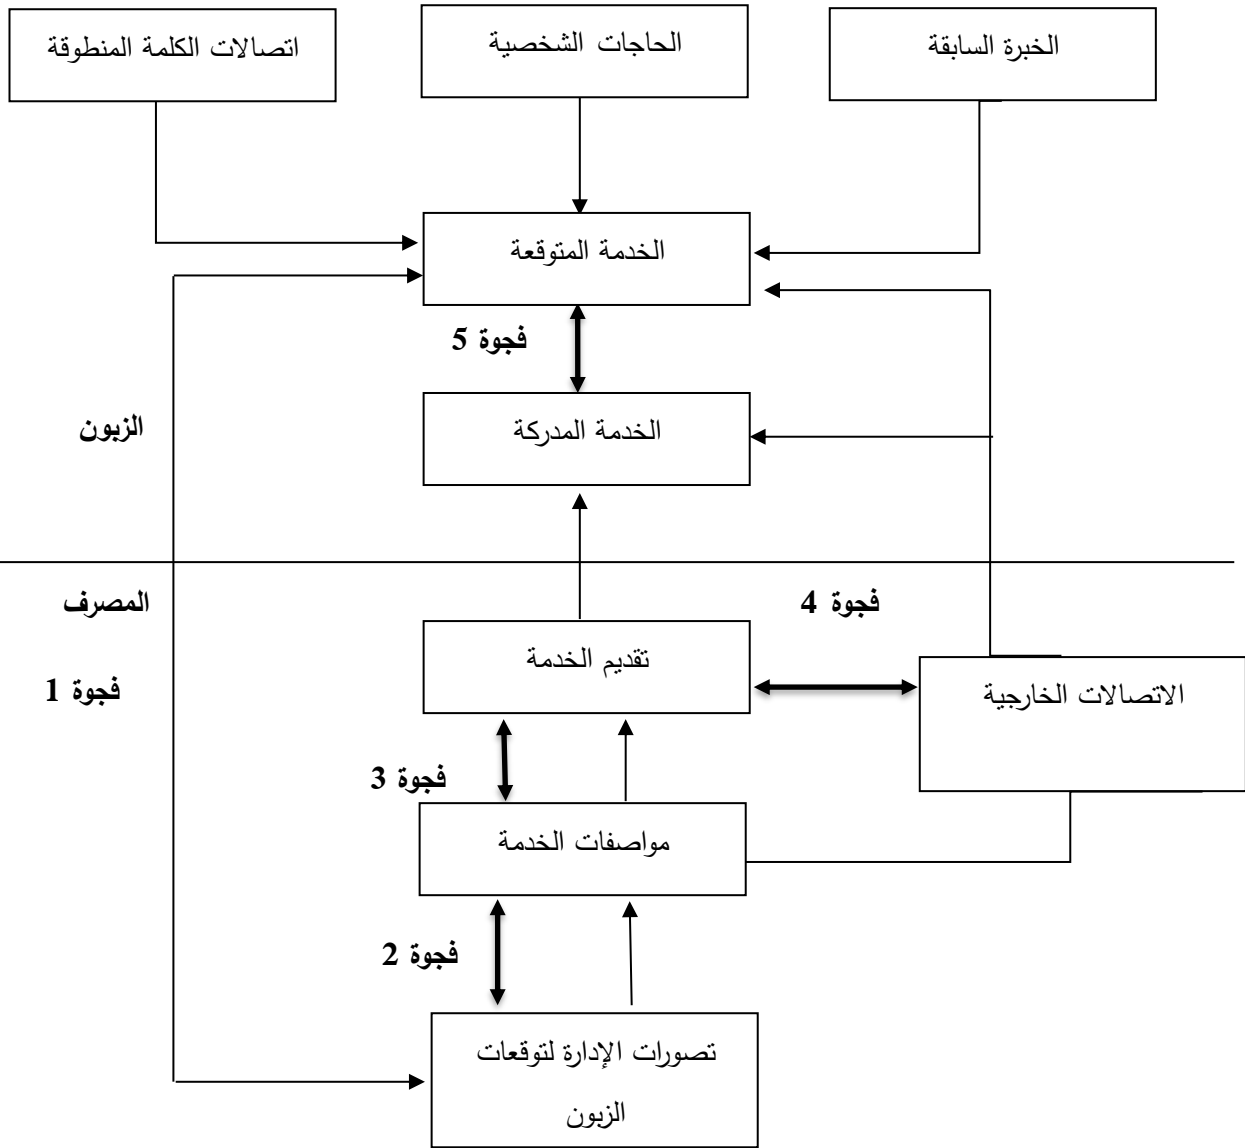 الخبرة السابقة
الحاجات الشخصية
اتصالات الكلمة المنطوقة
الخدمة المتوقعة
فجوة 5
الخدمة المدركة
الزبون
المصرف
فجوة 4
تقديم الخدمة
الاتصالات الخارجية
فجوة 1
فجوة 3
مواصفات الخدمة
فجوة 2
تصورات الإدارة لتوقعات
الزبون